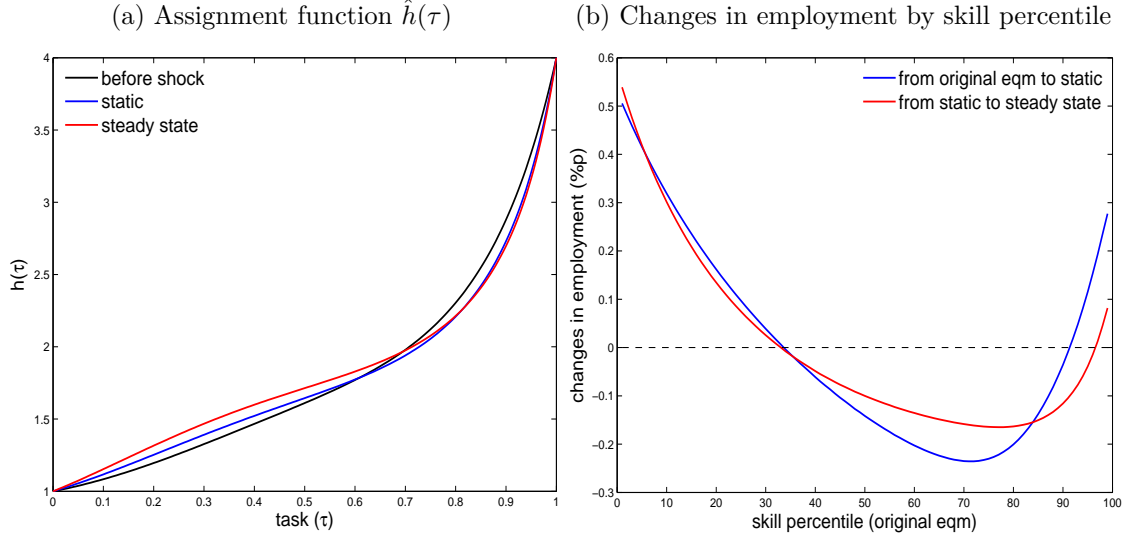 (a) Assignment function ĥ(τ)
4
3.5
3
2.5
2
1.5
1
h(τ)
before shock
static
steady state
0 0.1 0.2 0.3 0.4 0.5 0.6 0.7 0.8 0.9 1
task (τ)
(b) Changes in employment by skill percentile
0.6
0.5
0.4
0.3
0.2
0.1
0
−0.1
−0.2
−0.3
changes in employment (%p)
from original eqm to static
from static to steady state
0 10 20 30 40 50 60 70 80 90 100
skill percentile (original eqm)